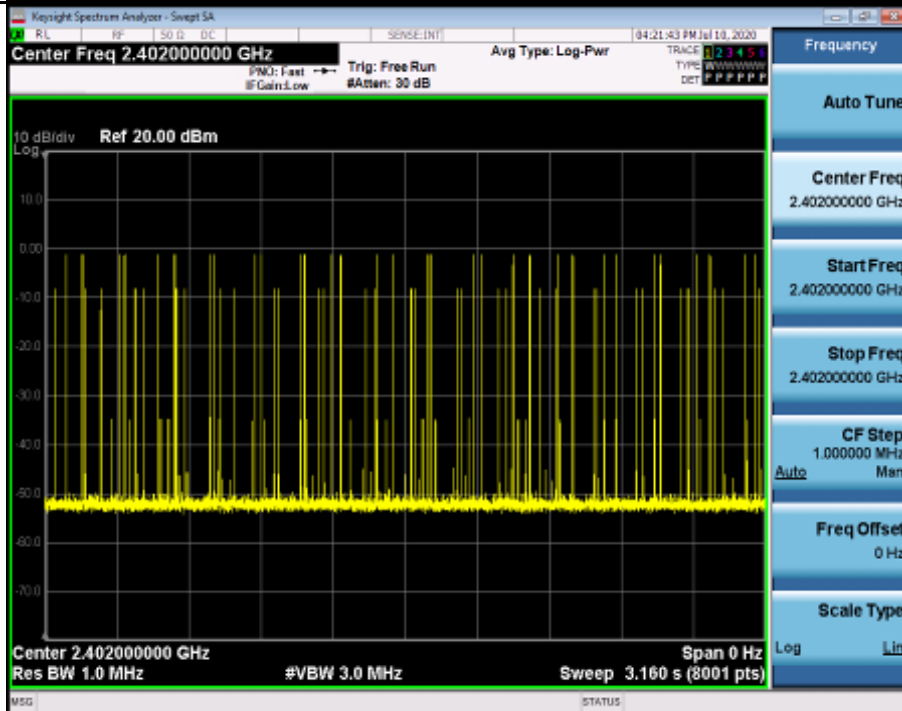 Keysight Spectrum Analyzer - Swept SA
RL RF 50 Ω DC SENSE:INT 04:21:43 PM Jul 10, 2020
Center Freq 2.402000000 GHz Avg Type: Log-Pwr TRACE 1 2 3 4 5 6
PNO: Fast Trig: Free Run TYPE WWWWWW
IFGain:Low #Atten: 30 dB DET P P P P P P
10 dB/div Ref 20.00 dBm
Log
10.0
0.00
-10.0
-20.0
-30.0
-40.0
-50.0
-60.0
-70.0
Center 2.402000000 GHz Span 0 Hz
Res BW 1.0 MHz #VBW 3.0 MHz Sweep 3.160 s (8001 pts)
MSG STATUS
Frequency
Auto Tune
Center Freq
2.402000000 GHz
Start Freq
2.402000000 GHz
Stop Freq
2.402000000 GHz
CF Step
1.000000 MHz
Auto Man
Freq Offset
0 Hz
Scale Type
Log Lin